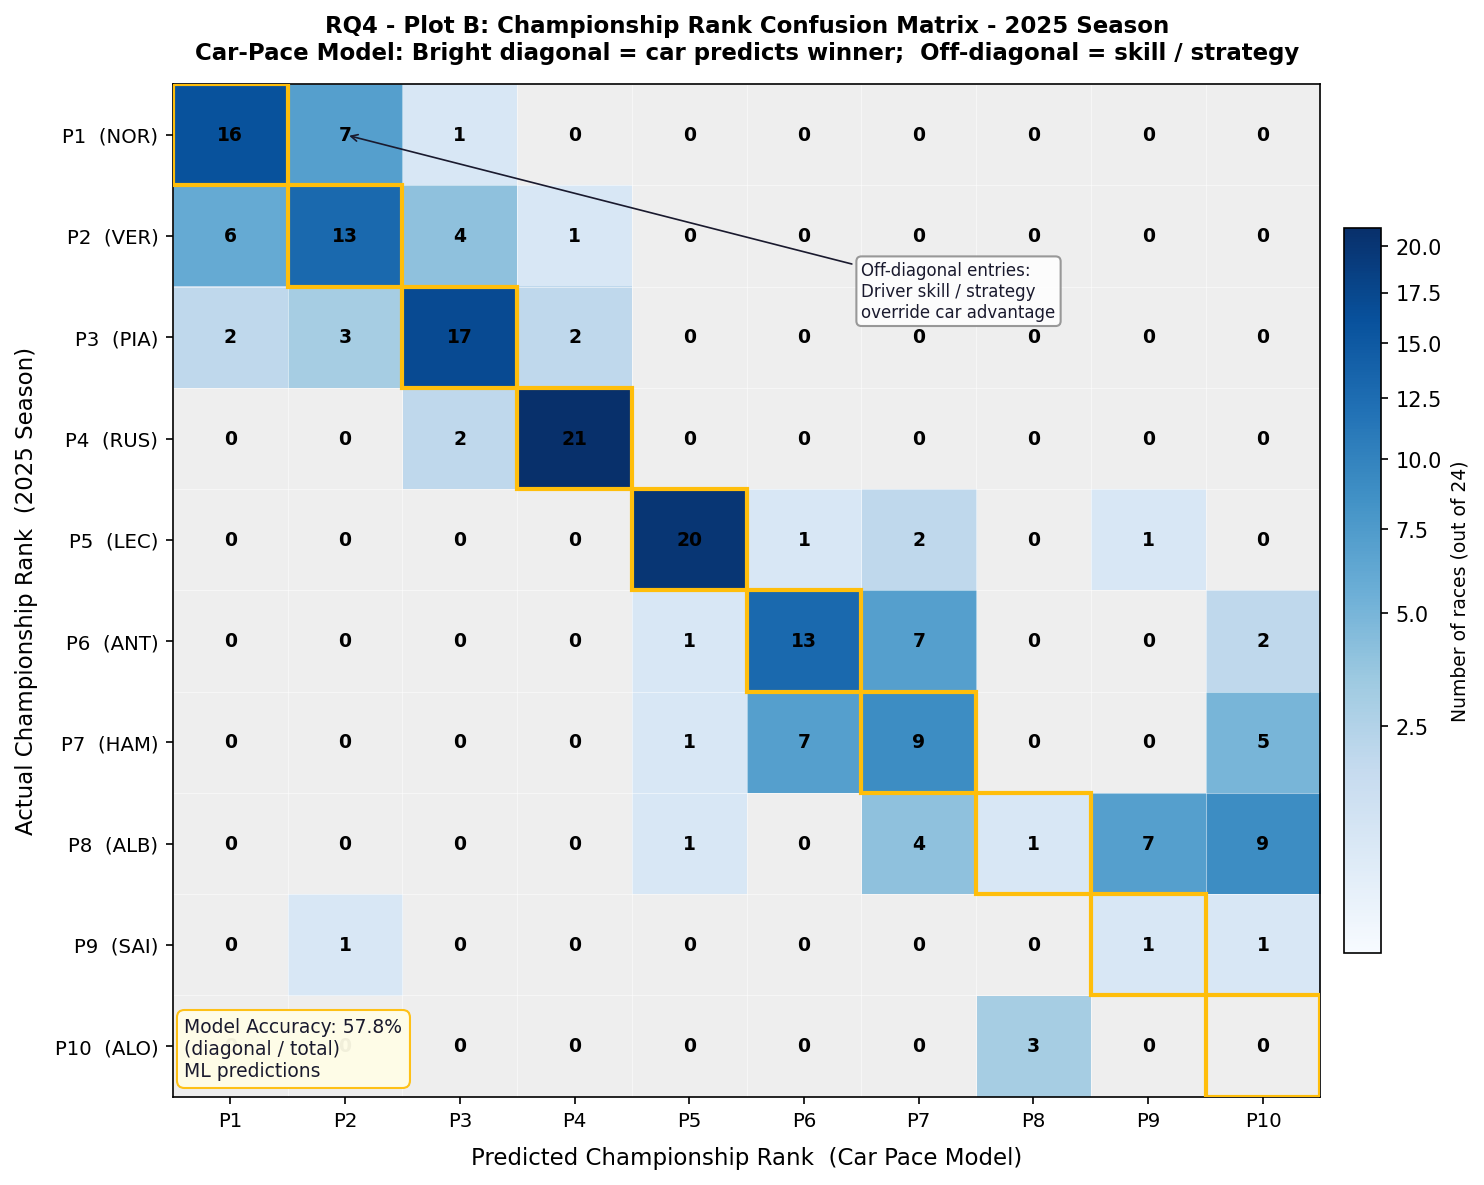 RQ4 - Plot B: Championship Rank Confusion Matrix - 2025 Season
Car-Pace Model: Bright diagonal = car predicts winner;  Off-diagonal = skill / strategy
Actual Championship Rank  (2025 Season)
P1  (NOR) 16 7 1 0 0 0 0 0 0 0
P2  (VER) 6 13 4 1 0 0 0 0 0 0
Off-diagonal entries:
Driver skill / strategy
override car advantage
P3  (PIA) 2 3 17 2 0 0 0 0 0 0
P4  (RUS) 0 0 2 21 0 0 0 0 0 0
P5  (LEC) 0 0 0 0 20 1 2 0 1 0
P6  (ANT) 0 0 0 0 1 13 7 0 0 2
P7  (HAM) 0 0 0 0 1 7 9 0 0 5
P8  (ALB) 0 0 0 0 1 0 4 1 7 9
P9  (SAI) 0 1 0 0 0 0 0 0 1 1
P10  (ALO) 0 0 0 0 0 0 0 3 0 0
Model Accuracy: 57.8%
(diagonal / total)
ML predictions
P1 P2 P3 P4 P5 P6 P7 P8 P9 P10
Predicted Championship Rank  (Car Pace Model)
20.0
17.5
15.0
12.5
10.0
7.5
5.0
2.5
Number of races (out of 24)